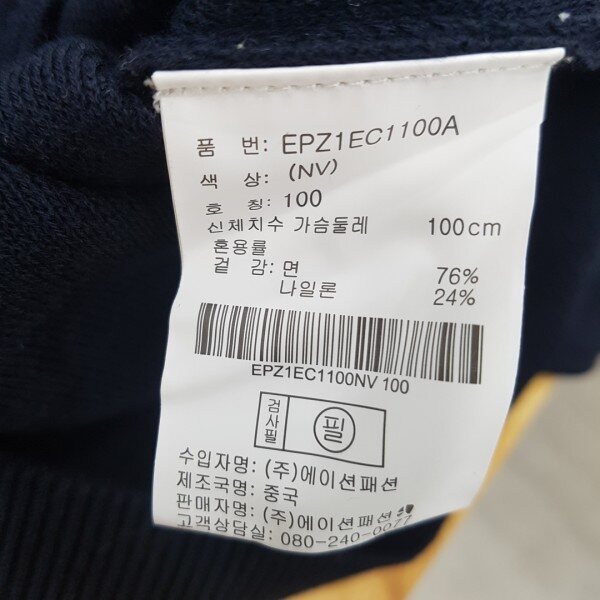 품 번: EPZ1EC1100A
색 상: (NV)
호 칭: 100
신체치수 가슴둘레 100cm
혼용률
겉 감: 면 76%
나일론 24%
EPZ1EC1100NV 100
검사필 필
수입자명: (주)에이션패션
제조국명: 중국
판매자명: (주)에이션패션
고객상담실: 080-240-0077